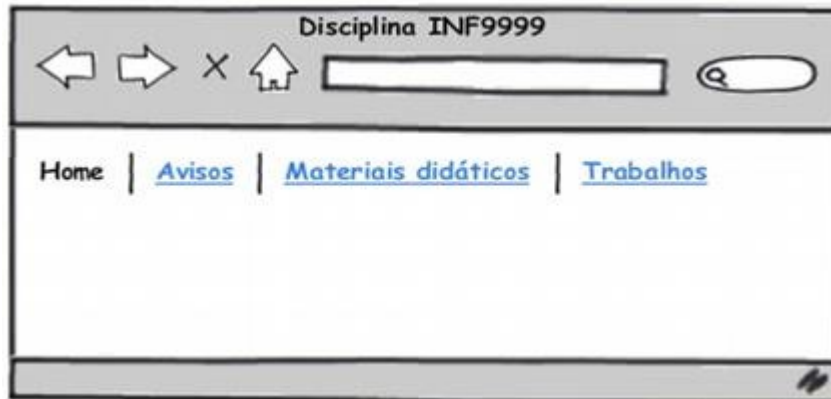 Disciplina INF9999
Home | Avisos | Materiais didáticos | Trabalhos